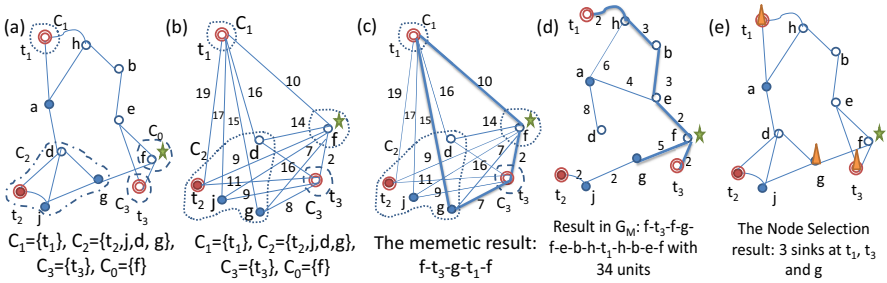 (a)
C1
t1
h
b
a
e
C0
C2
d
f
g
t2
j
C3
t3
C1={t1}, C2={t2,j,d, g},
C3={t3}, C0={f}
(b)
C1
t1
10
19
17
15
16
14
f
C2
d
7
2
9
16
11
9
8
t2
j
g
C3
t3
C1={t1}, C2={t2,j,d,g},
C3={t3}, C0={f}
(c)
C1
t1
10
19
17
15
16
14
f
C2
d
7
2
9
16
11
9
7
t2
j
g
C3
t3
The memetic result:
f-t3-g-t1-f
(d)
t1
2
h
3
b
6
a
4
3
e
8
2
d
5
f
g
2
t3
2
2
t2
j
Result in GM: f-t3-f-g-
f-e-b-h-t1-h-b-e-f with
34 units
(e)
t1
h
b
a
e
d
f
t2
g
t3
j
The Node Selection
result: 3 sinks at t1, t3
and g